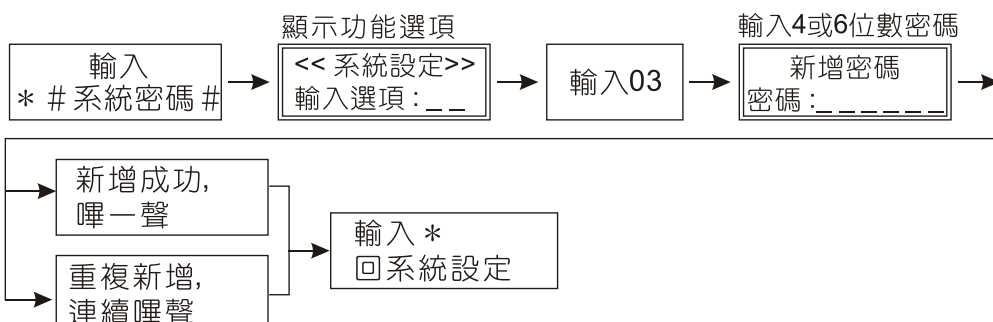 輸入
＊＃系統密碼＃
顯示功能選項
<< 系統設定>>
輸入選項 : _ _
輸入03
輸入4或6位數密碼
新增密碼
密碼 :_ _ _ _ _ _
新增成功,
嗶一聲
重複新增,
連續嗶聲
輸入＊
回系統設定